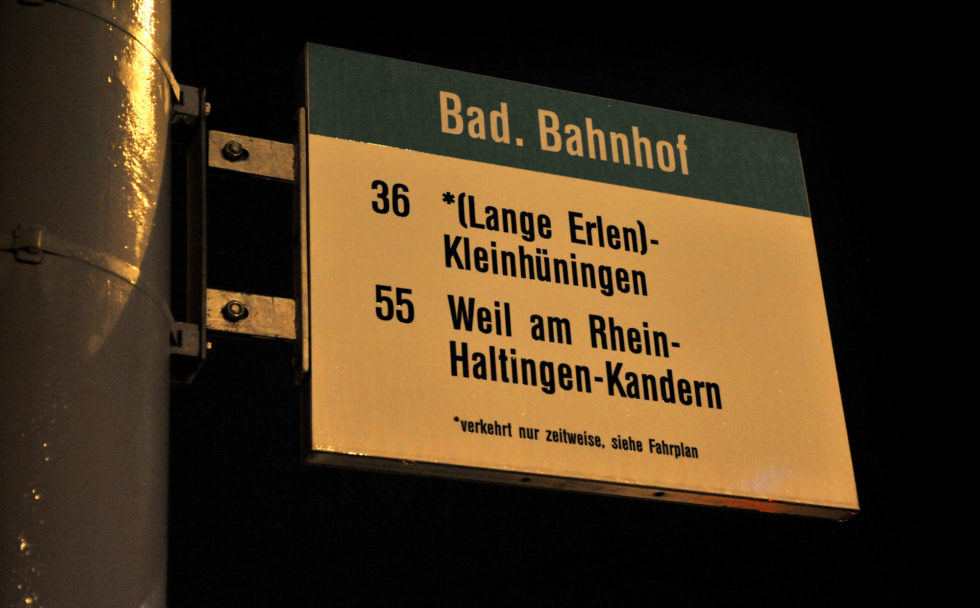 Bad. Bahnhof
36 *(Lange Erlen)-
Kleinhüningen
55 Weil am Rhein-
Haltingen-Kandern
*verkehrt nur zeitweise, siehe Fahrplan